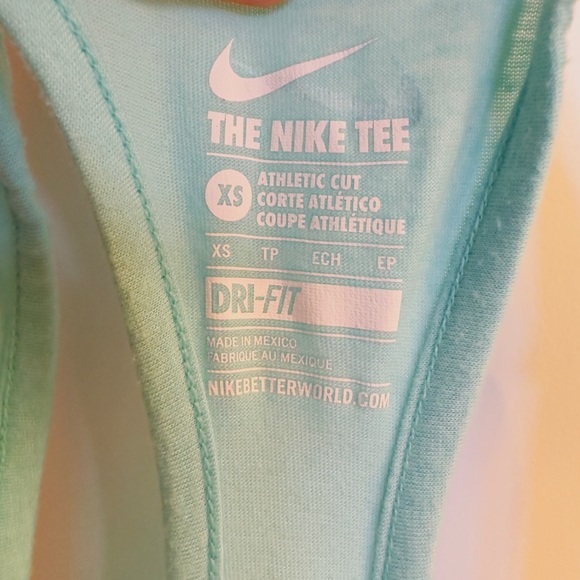 THE NIKE TEE
XS
ATHLETIC CUT
CORTE ATLÉTICO
COUPE ATHLÉTIQUE
XS TP ECH EP
DRI-FIT
MADE IN MEXICO
FABRIQUE AU MEXIQUE
NIKEBETTERWORLD.COM